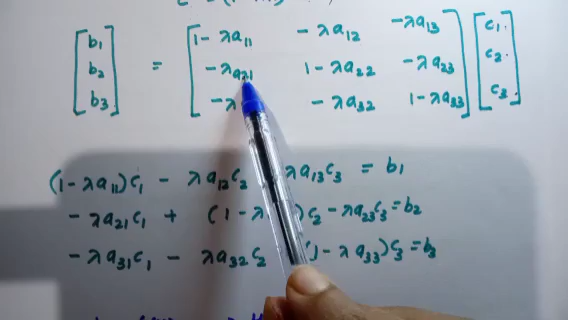 [b₁] = [1-λa₁₁ -λa₁₂ -λa₁₃] [c₁.]
[b₂] = [-λa₂₁ 1-λa₂₂ -λa₂₃] [c₂.]
[b₃] = [-λ -λa₃₂ 1-λa₃₃] [c₃.]
(1-λa₁₁)c₁ - λa₁₂c₂ λa₁₃c₃ = b₁
-λa₂₁c₁ + (1-λ )c₂-λa₂₃c₃=b₂
-λa₃₁c₁ - λa₃₂c₂ (1-λa₃₃)c₃=b₃